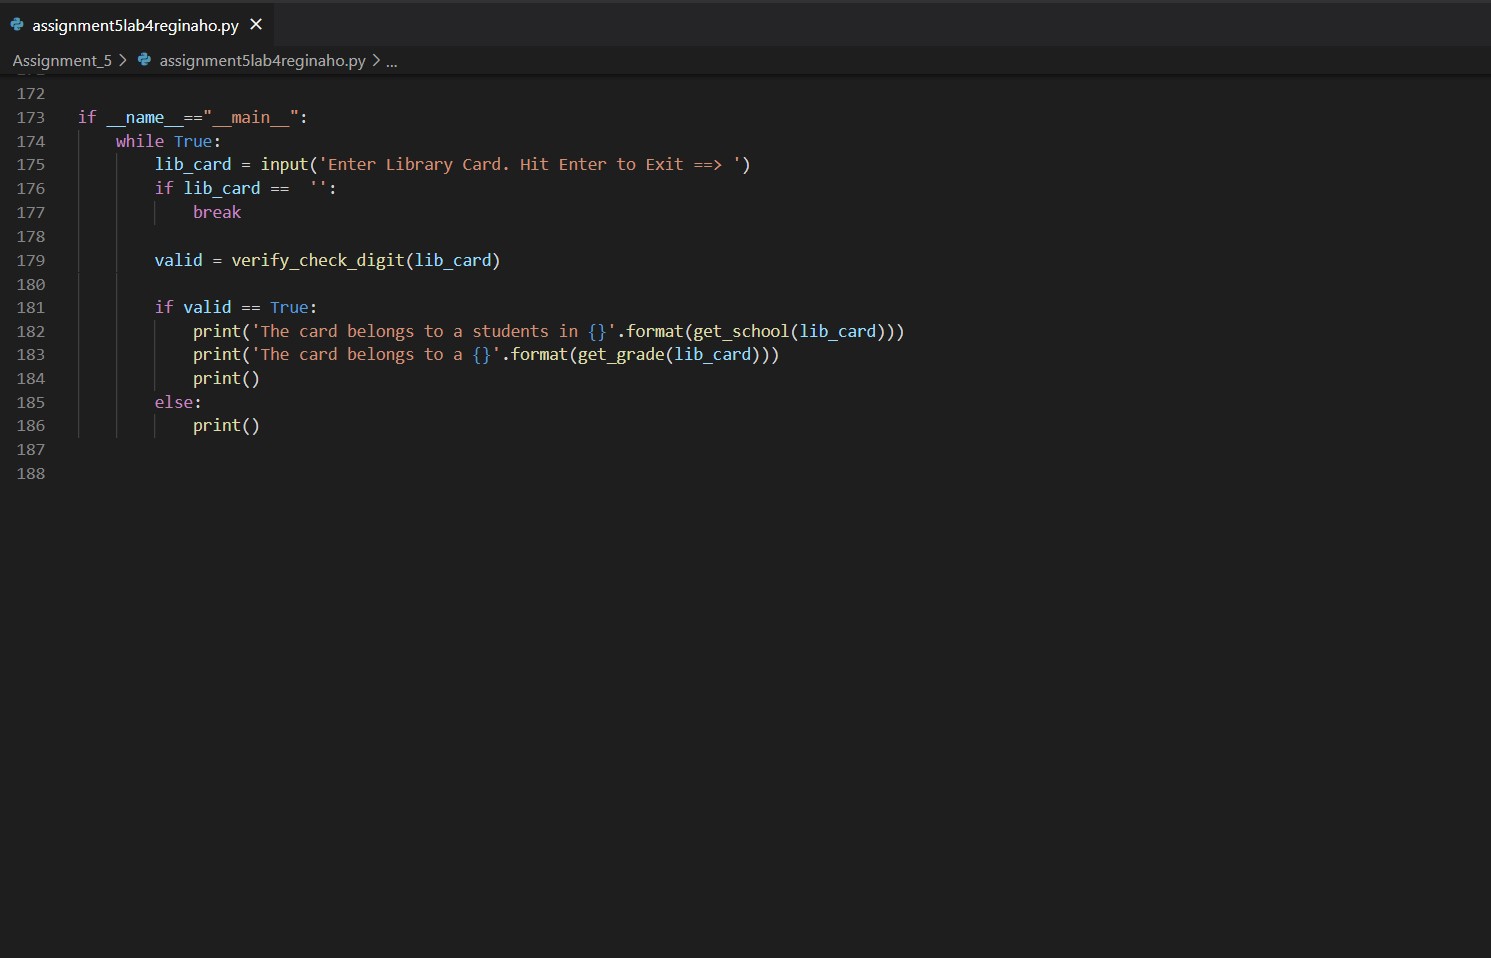 assignment5lab4reginaho.py ✕
Assignment_5 > assignment5lab4reginaho.py > ...
172
173 if __name__=="__main__":
174     while True:
175         lib_card = input('Enter Library Card. Hit Enter to Exit ==> ')
176         if lib_card ==  '':
177             break
178
179         valid = verify_check_digit(lib_card)
180
181         if valid == True:
182             print('The card belongs to a students in {}'.format(get_school(lib_card)))
183             print('The card belongs to a {}'.format(get_grade(lib_card)))
184             print()
185         else:
186             print()
187
188